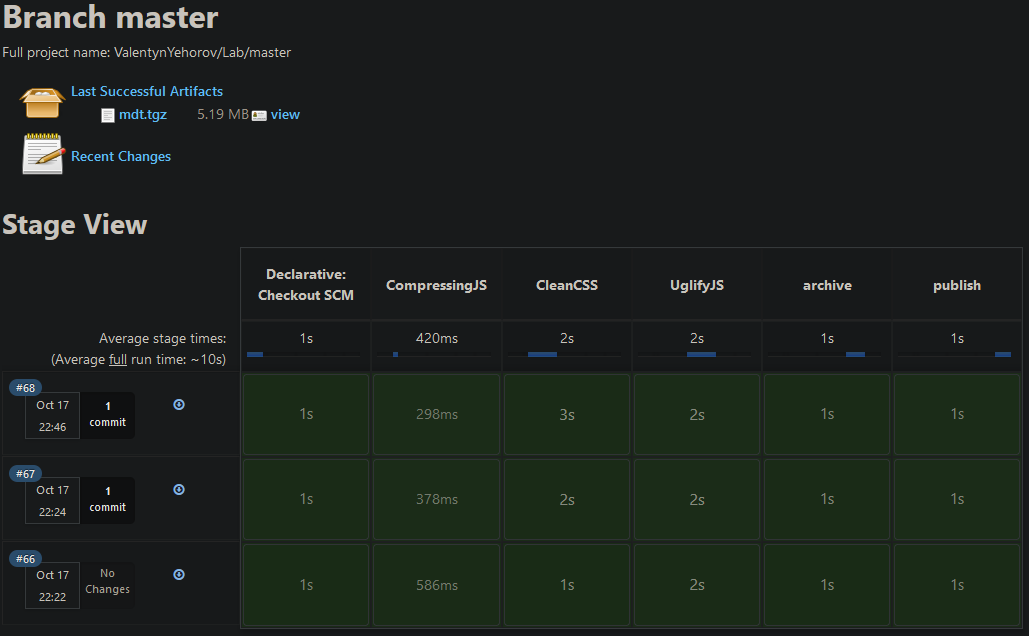 Branch master
Full project name: ValentynYehorov/Lab/master
Last Successful Artifacts
mdt.tgz 5.19 MB view
Recent Changes
Stage View
Declarative: Checkout SCM
CompressingJS
CleanCSS
UglifyJS
archive
publish
Average stage times:
(Average full run time: ~10s)
1s 420ms 2s 2s 1s 1s
#68
Oct 17
22:46
1
commit
1s 298ms 3s 2s 1s 1s
#67
Oct 17
22:24
1
commit
1s 378ms 2s 2s 1s 1s
#66
Oct 17
22:22
No
Changes
1s 586ms 1s 2s 1s 1s